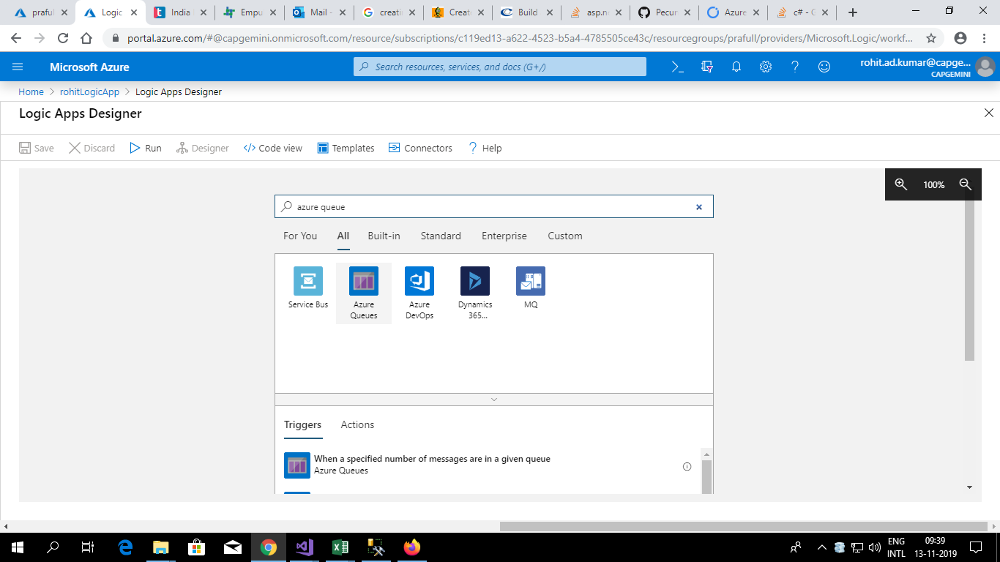 praful
Logic
India
Empu
Mail -
creatin
Create
Build
asp.ne
Pecun
Azure
c# - G
portal.azure.com/#@capgemini.onmicrosoft.com/resource/subscriptions/c119ed13-a622-4523-b5a4-4785505ce43c/resourcegroups/prafull/providers/Microsoft.Logic/workf...
Microsoft Azure
Search resources, services, and docs (G+/)
rohit.ad.kumar@capge...
CAPGEMINI
Home > rohitLogicApp > Logic Apps Designer
Logic Apps Designer
Save
Discard
Run
Designer
Code view
Templates
Connectors
Help
100%
azure queue
For You
All
Built-in
Standard
Enterprise
Custom
Service Bus
Azure
Queues
Azure
DevOps
Dynamics
365...
MQ
Triggers
Actions
When a specified number of messages are in a given queue
Azure Queues
ENG
INTL
09:39
13-11-2019